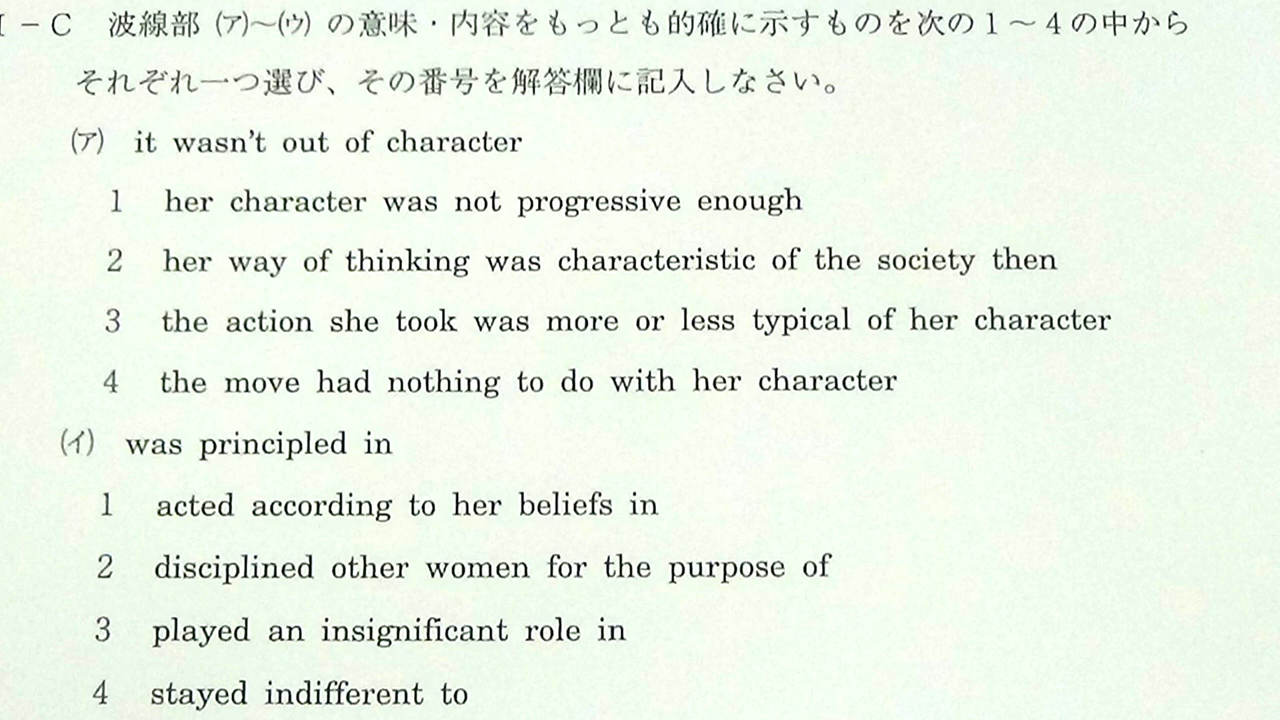 I－C 波線部 (ア)～(ウ) の意味・内容をもっとも的確に示すものを次の1～4の中から
それぞれ一つ選び、その番号を解答欄に記入しなさい。
(ア) it wasn't out of character
1 her character was not progressive enough
2 her way of thinking was characteristic of the society then
3 the action she took was more or less typical of her character
4 the move had nothing to do with her character
(イ) was principled in
1 acted according to her beliefs in
2 disciplined other women for the purpose of
3 played an insignificant role in
4 stayed indifferent to